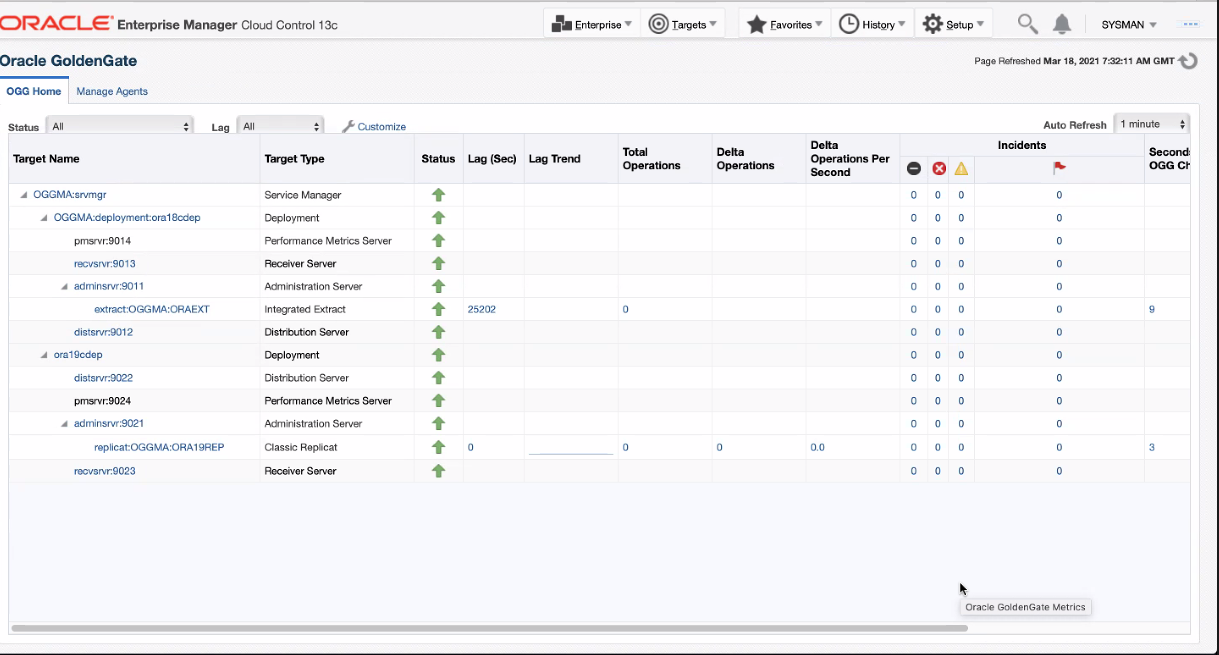 ORACLE Enterprise Manager Cloud Control 13c Enterprise Targets Favorites History Setup SYSMAN
Oracle GoldenGate
Page Refreshed Mar 18, 2021 7:32:11 AM GMT
OGG Home Manage Agents
Status All Lag All Customize Auto Refresh 1 minute
Target Name Target Type Status Lag (Sec) Lag Trend Total Operations Delta Operations Delta Operations Per Second Incidents Seconds OGG Ch
OGGMA:srvmgr Service Manager 0 0 0 0
OGGMA:deployment:ora18cdep Deployment 0 0 0 0
pmsrvr:9014 Performance Metrics Server 0 0 0 0
recvsrvr:9013 Receiver Server 0 0 0 0
adminsrvr:9011 Administration Server 0 0 0 0
extract:OGGMA:ORAEXT Integrated Extract 25202 0 0 0 0 0 9
distsrvr:9012 Distribution Server 0 0 0 0
ora19cdep Deployment 0 0 0 0
distsrvr:9022 Distribution Server 0 0 0 0
pmsrvr:9024 Performance Metrics Server 0 0 0 0
adminsrvr:9021 Administration Server 0 0 0 0
replicat:OGGMA:ORA19REP Classic Replicat 0 0 0 0.0 0 0 0 0 3
recvsrvr:9023 Receiver Server 0 0 0 0
Oracle GoldenGate Metrics